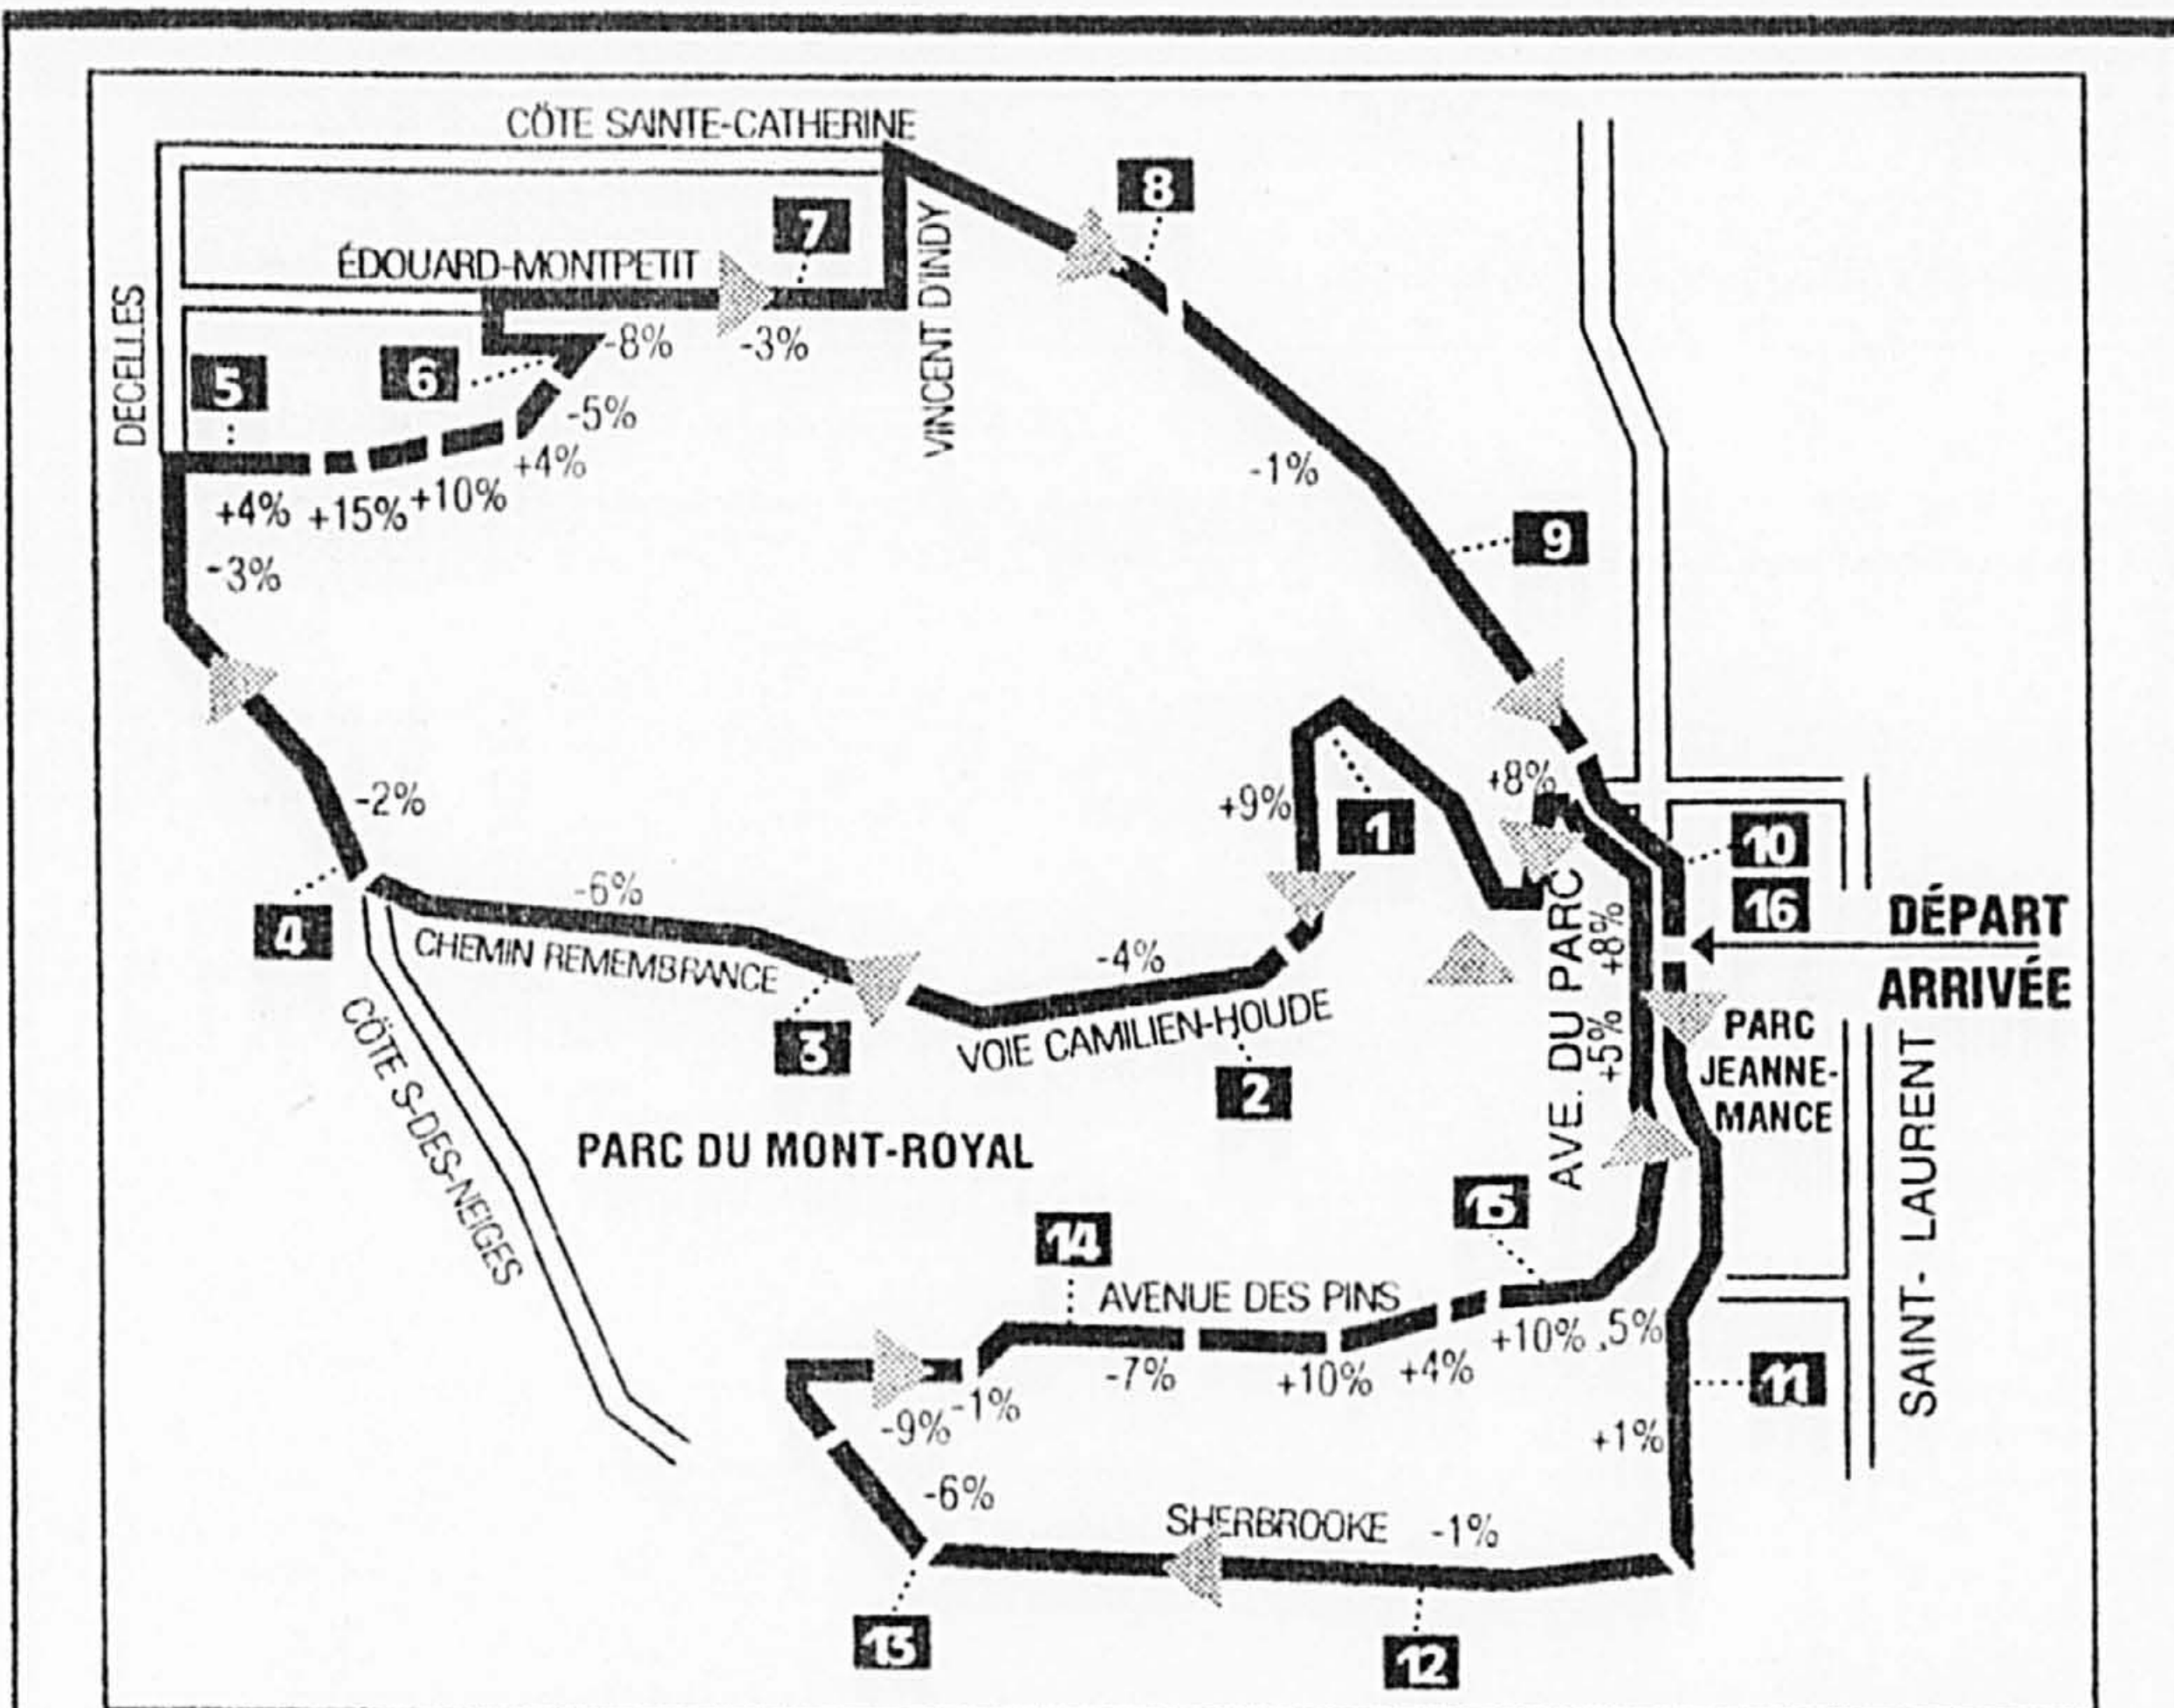 CÖTE SAINTE-CATHERINE
8
7
ÉDOUARD-MONTPETIT
VINCENT D'INDY
DECELLES
-8%
-3%
5
6
-5%
+4%
+4%
+15%
+10%
-1%
9
-3%
+8%
-2%
+9%
1
10
16
DÉPART
ARRIVÉE
-6%
4
CHEMIN REMEMBRANCE
-4%
AVE. DU PARC
+5% +8%
3
VOIE CAMILIEN-HOUDE
PARC
JEANNE-
MANCE
2
CÖTE S-DES-NEIGES
PARC DU MONT-ROYAL
SAINT- LAURENT
15
14
AVENUE DES PINS
+10% ,5%
-7%
+10%
+4%
11
-9%
-1%
+1%
-6%
SHERBROOKE -1%
13
12